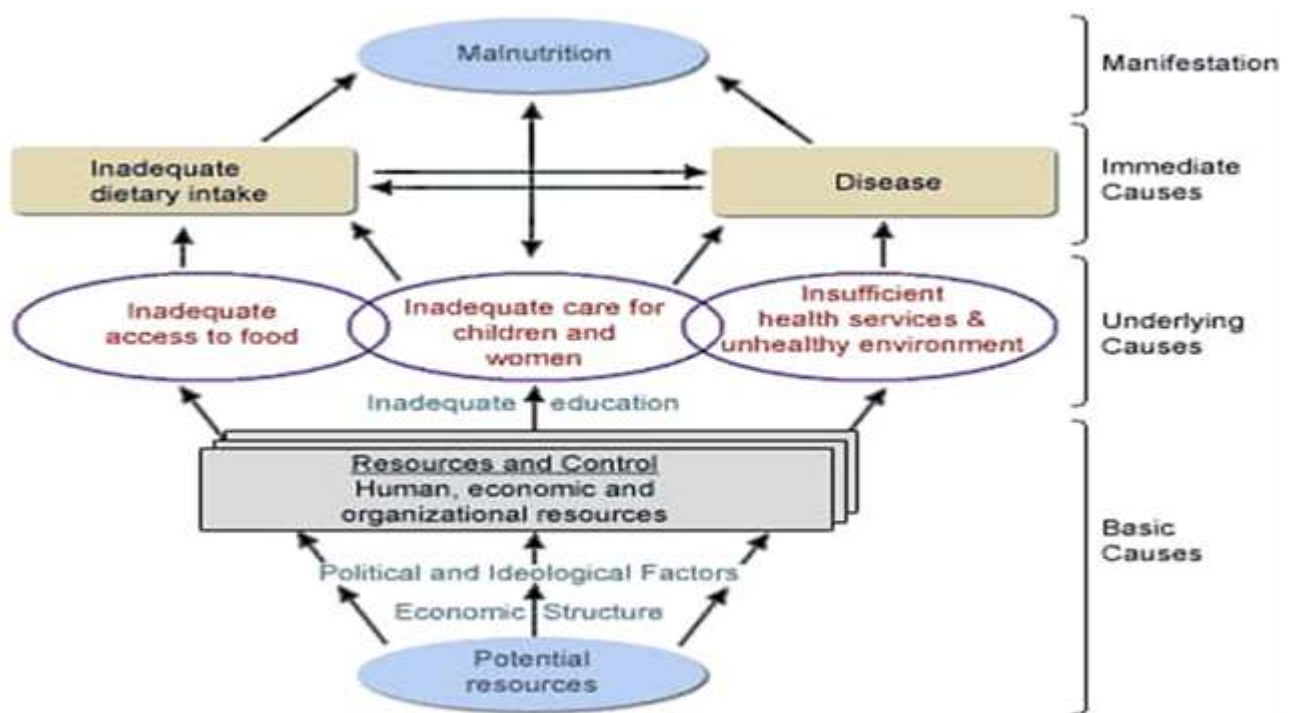 Malnutrition
Manifestation
Inadequate
dietary intake
Disease
Immediate
Causes
Inadequate
access to food
Inadequate care for
children and
women
Insufficient
health services &
unhealthy environment
Underlying
Causes
Inadequate education
Resources and Control
Human, economic and
organizational resources
Political and Ideological Factors
Economic Structure
Basic
Causes
Potential
resources